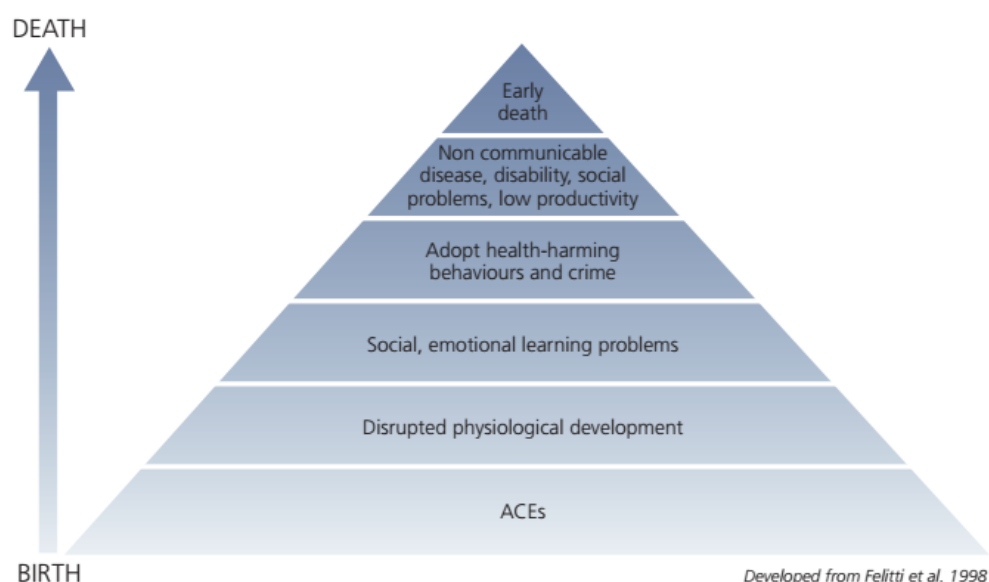 DEATH
Early
death
Non communicable
disease, disability, social
problems, low productivity
Adopt health-harming
behaviours and crime
Social, emotional learning problems
Disrupted physiological development
ACEs
BIRTH
Developed from Felitti et al. 1998